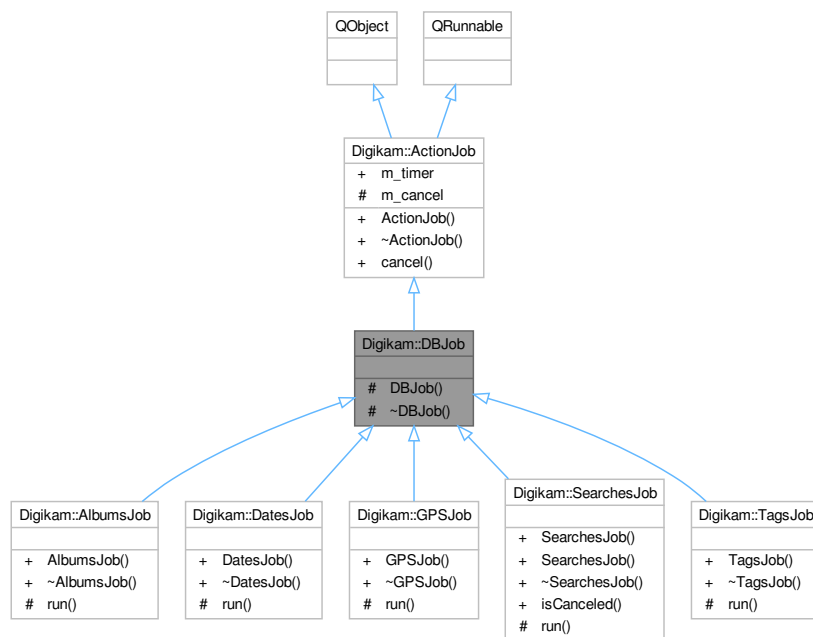 QObject
QRunnable
Digikam::ActionJob
+ m_timer
# m_cancel
+ ActionJob()
+ ~ActionJob()
+ cancel()
Digikam::DBJob
# DBJob()
# ~DBJob()
Digikam::AlbumsJob
+ AlbumsJob()
+ ~AlbumsJob()
# run()
Digikam::DatesJob
+ DatesJob()
+ ~DatesJob()
# run()
Digikam::GPSJob
+ GPSJob()
+ ~GPSJob()
# run()
Digikam::SearchesJob
+ SearchesJob()
+ SearchesJob()
+ ~SearchesJob()
+ isCanceled()
# run()
Digikam::TagsJob
+ TagsJob()
+ ~TagsJob()
# run()